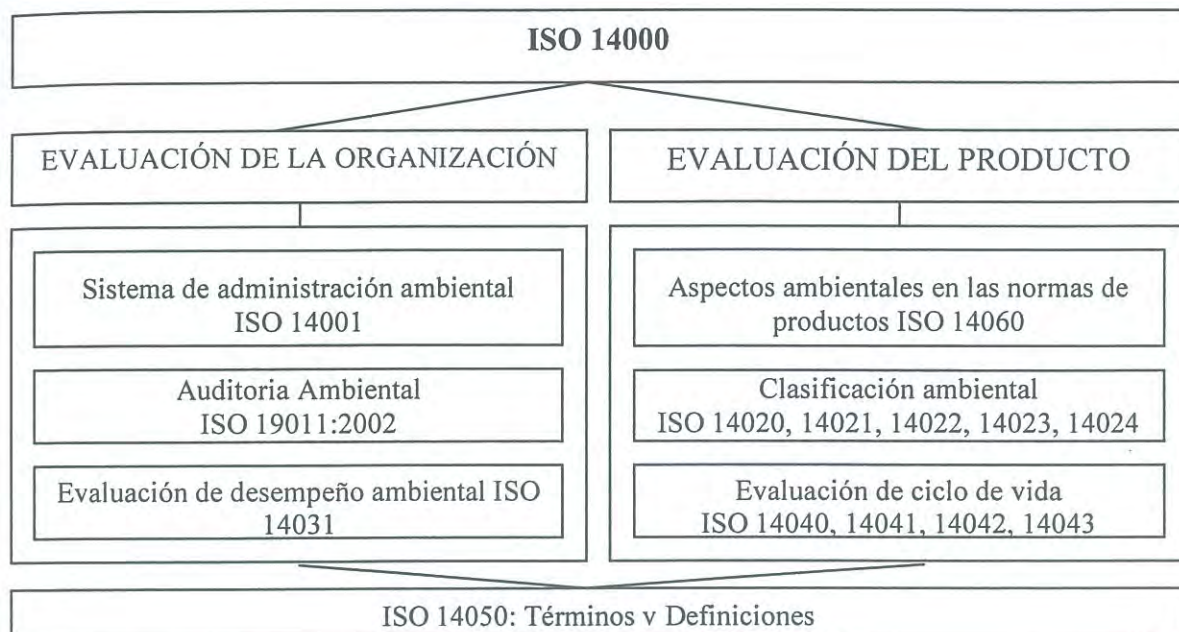 ISO 14000
EVALUACIÓN DE LA ORGANIZACIÓN
EVALUACIÓN DEL PRODUCTO
Sistema de administración ambiental
ISO 14001
Auditoria Ambiental
ISO 19011:2002
Evaluación de desempeño ambiental ISO
14031
Aspectos ambientales en las normas de
productos ISO 14060
Clasificación ambiental
ISO 14020, 14021, 14022, 14023, 14024
Evaluación de ciclo de vida
ISO 14040, 14041, 14042, 14043
ISO 14050: Términos y Definiciones